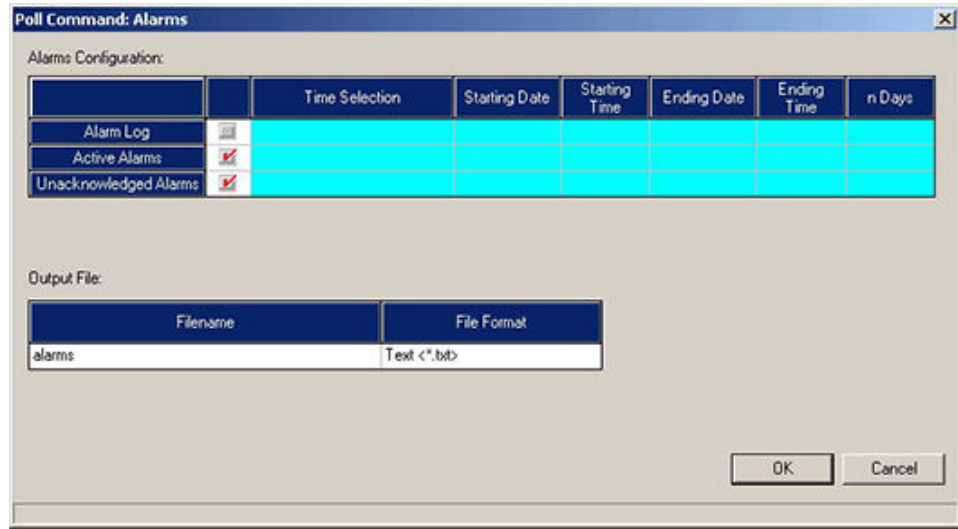 Poll Command: Alarms
Alarms Configuration:
Time Selection Starting Date Starting Time Ending Date Ending Time n Days
Alarm Log
Active Alarms
Unacknowledged Alarms
Output File:
Filename File Format
alarms Text <*.txt>
OK Cancel